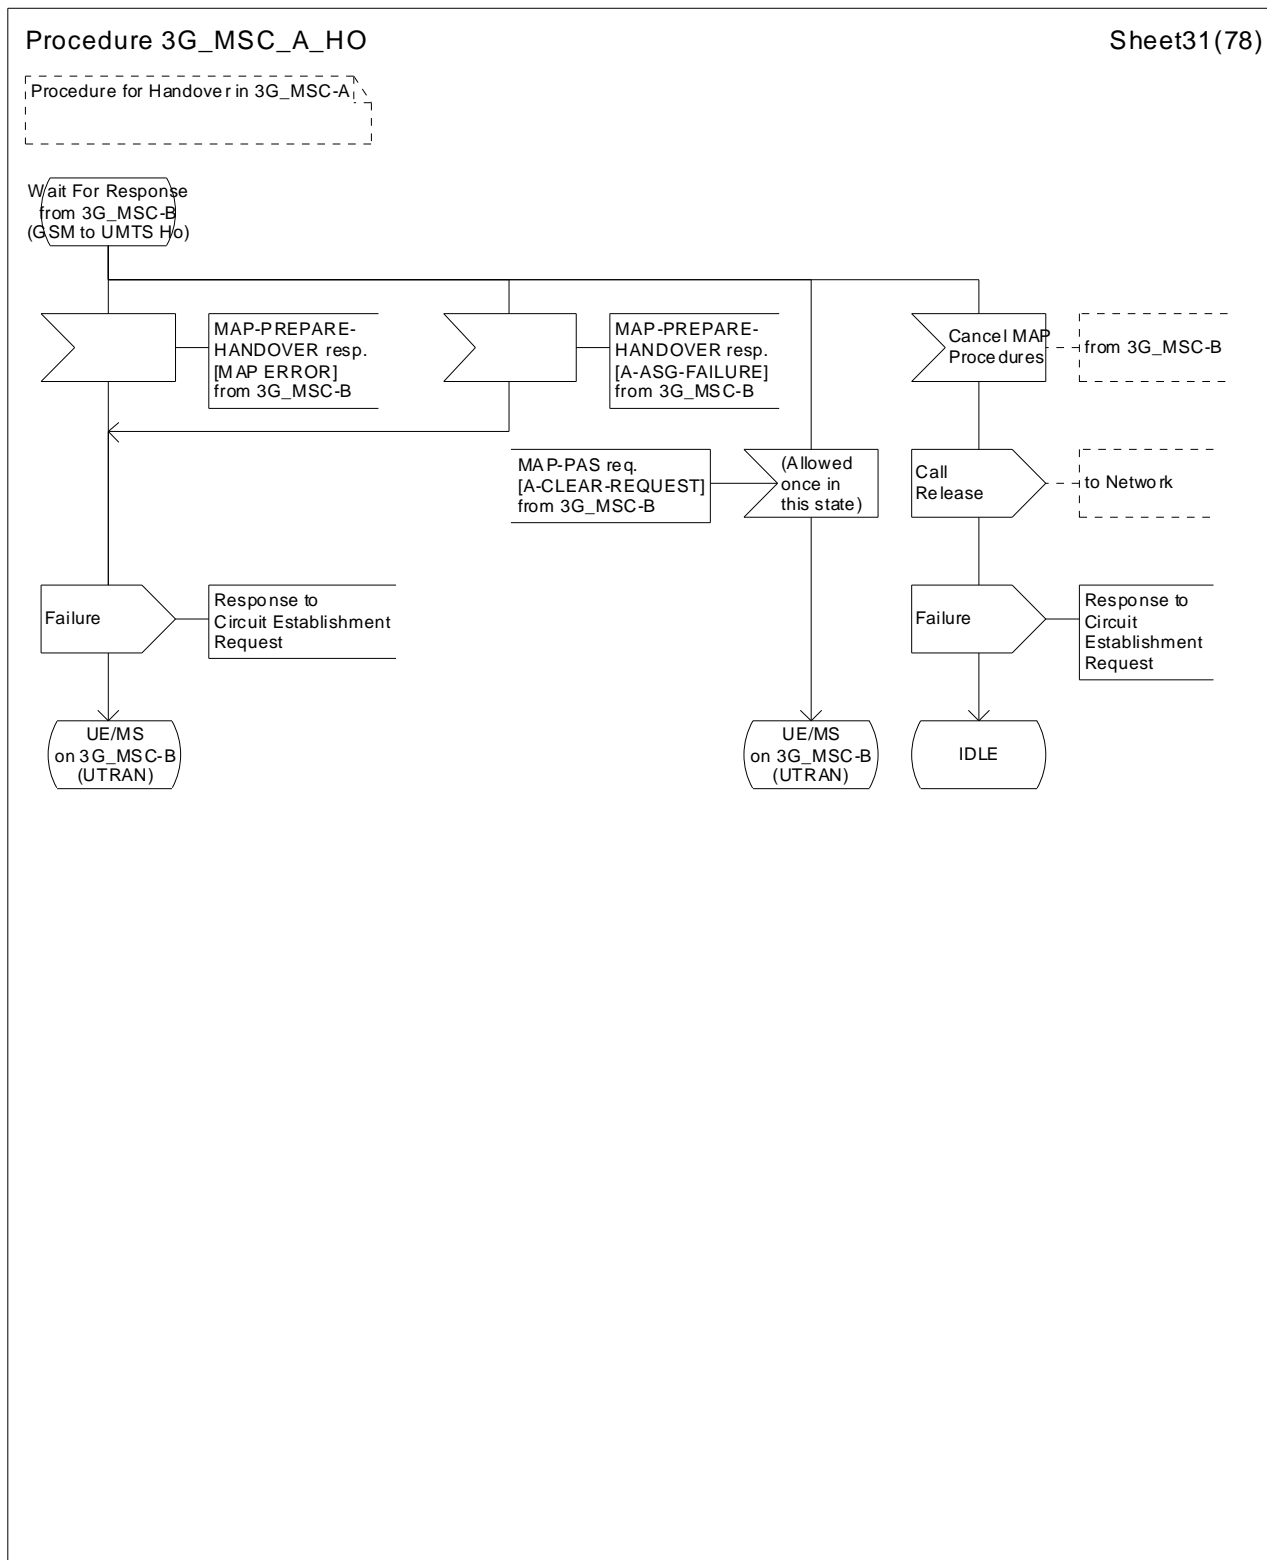 Procedure 3G_MSC_A_HO
Sheet31(78)
Procedure for Handover in 3G_MSC-A
Wait For Response
from 3G_MSC-B
(GSM to UMTS Ho)
MAP-PREPARE-
HANDOVER resp.
[MAP ERROR]
from 3G_MSC-B
MAP-PREPARE-
HANDOVER resp.
[A-ASG-FAILURE]
from 3G_MSC-B
Cancel MAP
Procedures
from 3G_MSC-B
MAP-PAS req.
[A-CLEAR-REQUEST]
from 3G_MSC-B
(Allowed
once in
this state)
Call
Release
to Network
Failure
Response to
Circuit Establishment
Request
Failure
Response to
Circuit
Establishment
Request
UE/MS
on 3G_MSC-B
(UTRAN)
UE/MS
on 3G_MSC-B
(UTRAN)
IDLE